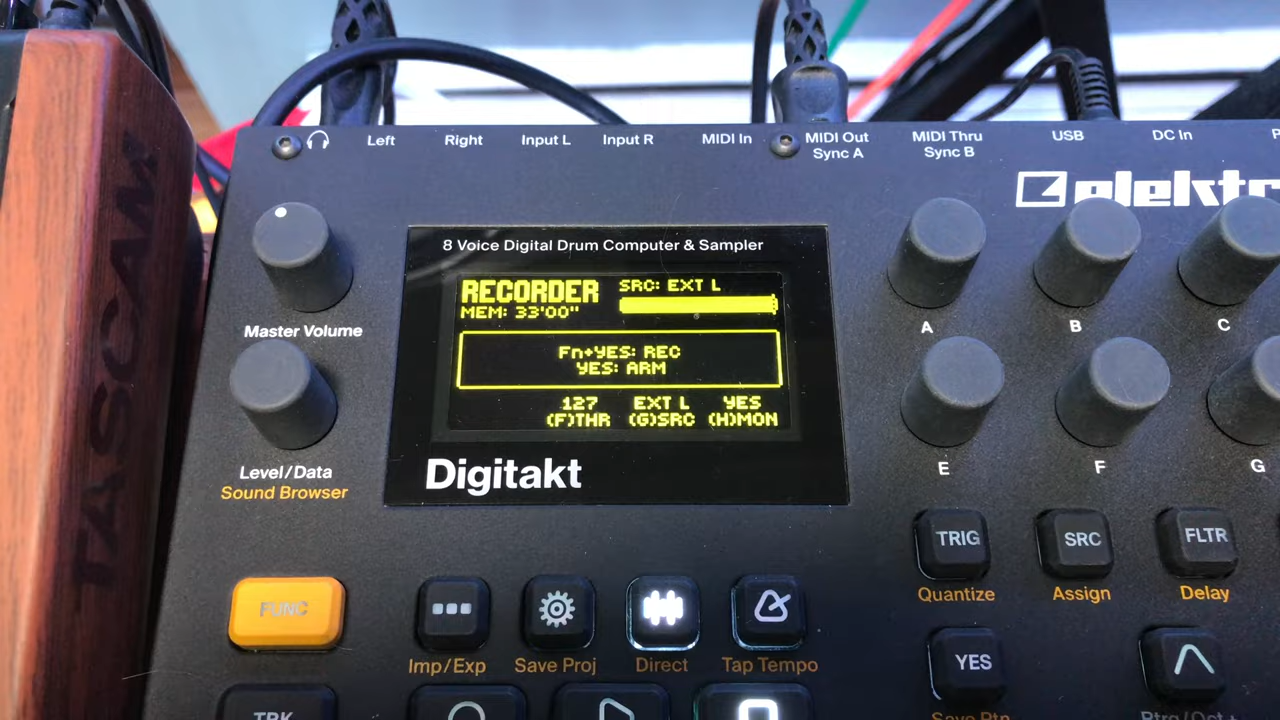 Left
Right
Input L
Input R
MIDI In
MIDI Out
Sync A
MIDI Thru
Sync B
USB
DC In
TASCAM
8 Voice Digital Drum Computer & Sampler
RECORDER
SRC: EXT L
MEM: 33'00"
Fn+YES: REC
YES: ARM
127
EXT L
YES
(F)THR
(G)SRC
(H)MON
Digitakt
Master Volume
Level/Data
Sound Browser
A
B
C
E
F
G
FUNC
TRIG
SRC
FLTR
Quantize
Assign
Delay
Imp/Exp
Save Proj
Direct
Tap Tempo
YES